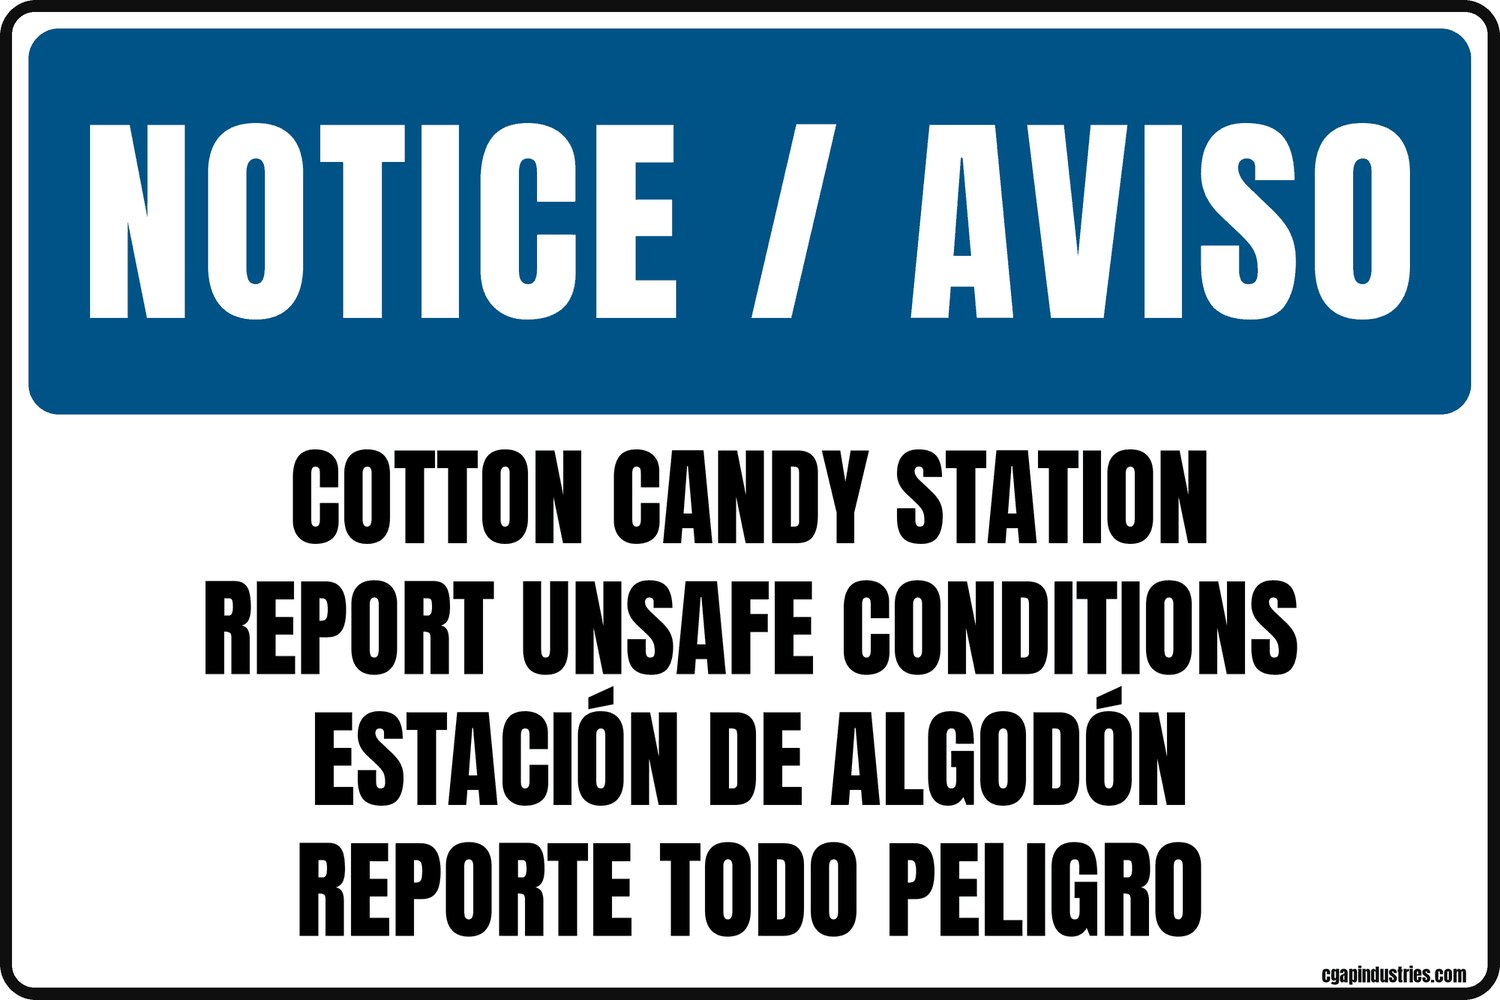 NOTICE / AVISO
COTTON CANDY STATION
REPORT UNSAFE CONDITIONS
ESTACIÓN DE ALGODÓN
REPORTE TODO PELIGRO
cgapindustries.com